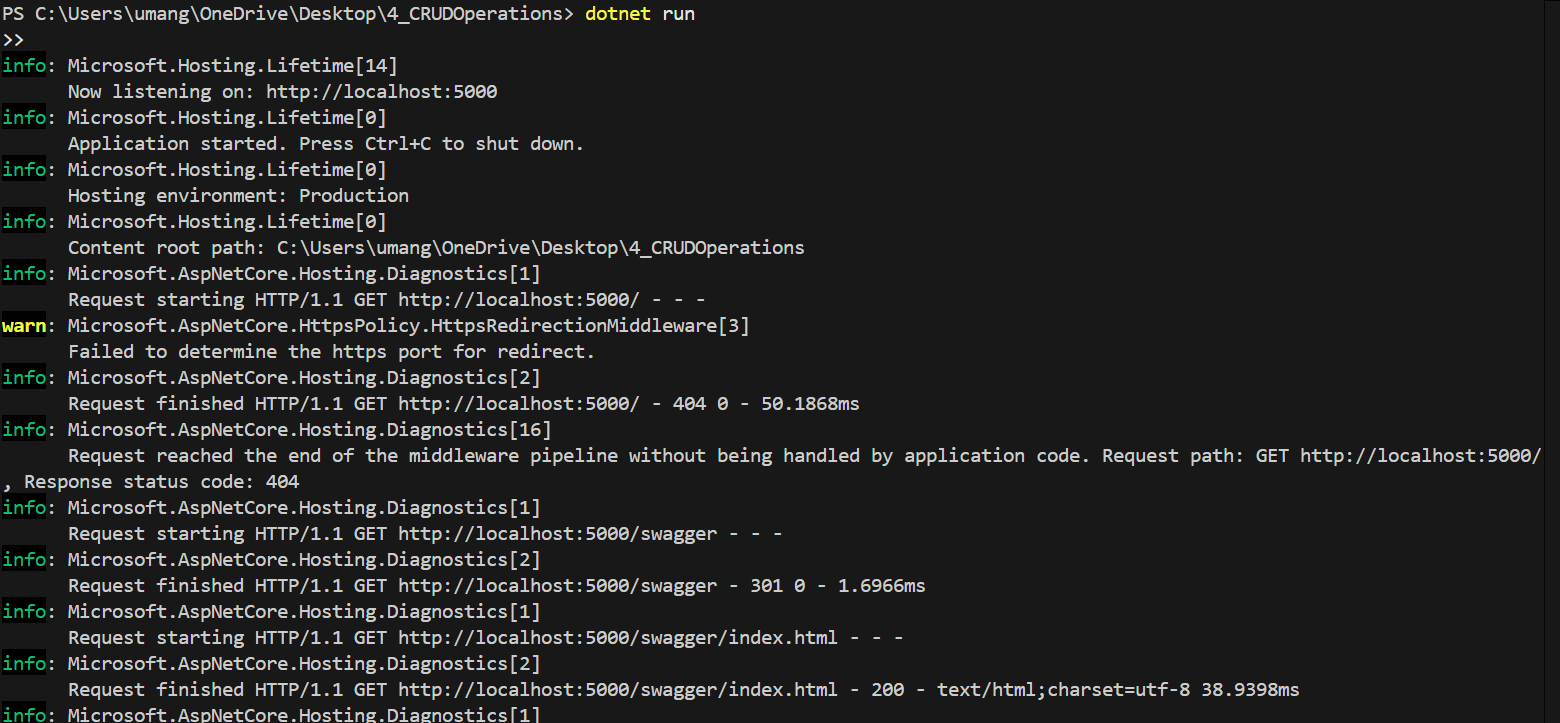 PS C:\Users\umang\OneDrive\Desktop\4_CRUDOperations> dotnet run
>>
info: Microsoft.Hosting.Lifetime[14]
      Now listening on: http://localhost:5000
info: Microsoft.Hosting.Lifetime[0]
      Application started. Press Ctrl+C to shut down.
info: Microsoft.Hosting.Lifetime[0]
      Hosting environment: Production
info: Microsoft.Hosting.Lifetime[0]
      Content root path: C:\Users\umang\OneDrive\Desktop\4_CRUDOperations
info: Microsoft.AspNetCore.Hosting.Diagnostics[1]
      Request starting HTTP/1.1 GET http://localhost:5000/ - - -
warn: Microsoft.AspNetCore.HttpsPolicy.HttpsRedirectionMiddleware[3]
      Failed to determine the https port for redirect.
info: Microsoft.AspNetCore.Hosting.Diagnostics[2]
      Request finished HTTP/1.1 GET http://localhost:5000/ - 404 0 - 50.1868ms
info: Microsoft.AspNetCore.Hosting.Diagnostics[16]
      Request reached the end of the middleware pipeline without being handled by application code. Request path: GET http://localhost:5000/
, Response status code: 404
info: Microsoft.AspNetCore.Hosting.Diagnostics[1]
      Request starting HTTP/1.1 GET http://localhost:5000/swagger - - -
info: Microsoft.AspNetCore.Hosting.Diagnostics[2]
      Request finished HTTP/1.1 GET http://localhost:5000/swagger - 301 0 - 1.6966ms
info: Microsoft.AspNetCore.Hosting.Diagnostics[1]
      Request starting HTTP/1.1 GET http://localhost:5000/swagger/index.html - - -
info: Microsoft.AspNetCore.Hosting.Diagnostics[2]
      Request finished HTTP/1.1 GET http://localhost:5000/swagger/index.html - 200 - text/html;charset=utf-8 38.9398ms
info: Microsoft.AspNetCore.Hosting.Diagnostics[1]